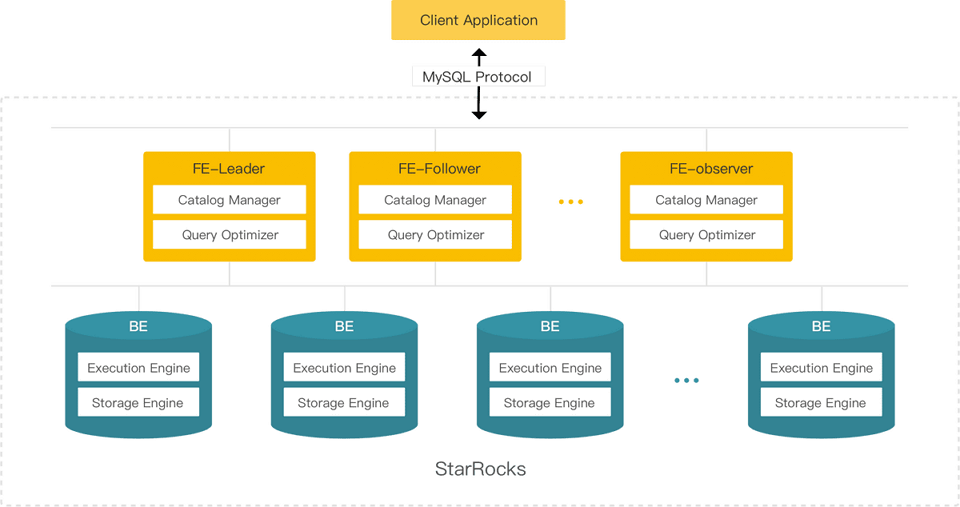 Client Application
MySQL Protocol
FE-Leader
Catalog Manager
Query Optimizer
FE-Follower
Catalog Manager
Query Optimizer
...
FE-observer
Catalog Manager
Query Optimizer
BE
Execution Engine
Storage Engine
BE
Execution Engine
Storage Engine
BE
Execution Engine
Storage Engine
...
BE
Execution Engine
Storage Engine
StarRocks